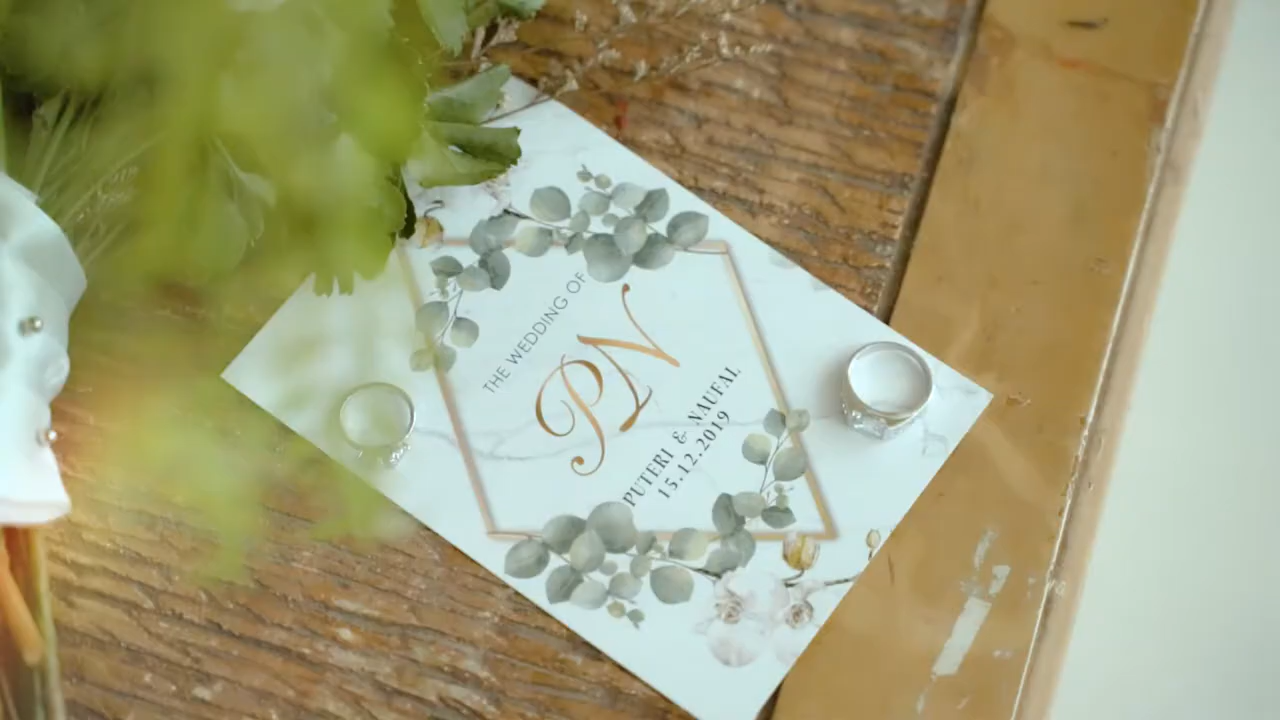 THE WEDDING OF
PN
PUTERI & NAUFAL
15.12.2019